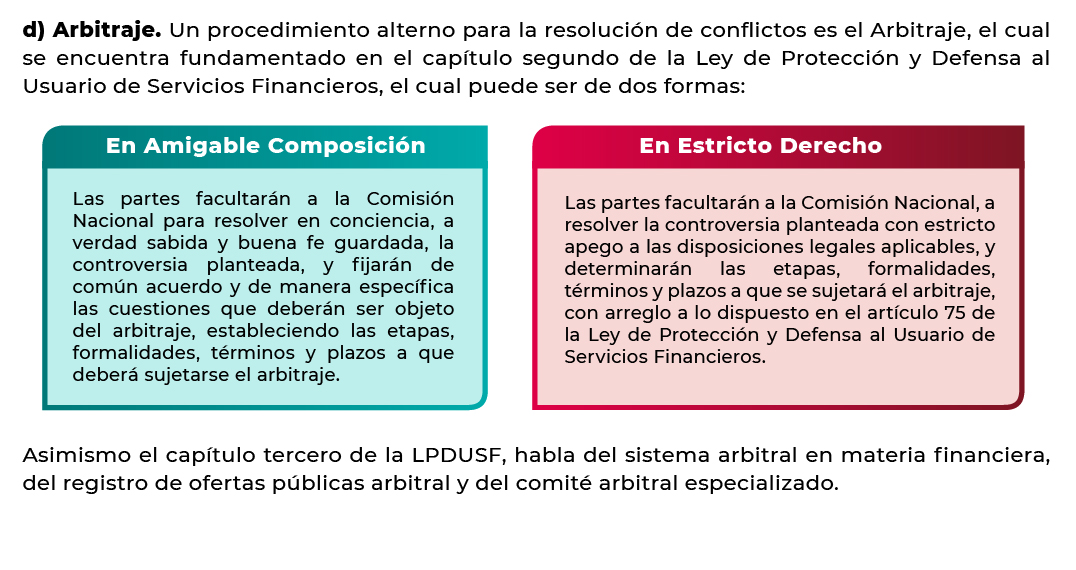 d) Arbitraje. Un procedimiento alterno para la resolución de conflictos es el Arbitraje, el cual
se encuentra fundamentado en el capítulo segundo de la Ley de Protección y Defensa al
Usuario de Servicios Financieros, el cual puede ser de dos formas:
En Amigable Composición
Las partes facultarán a la Comisión
Nacional para resolver en conciencia, a
verdad sabida y buena fe guardada, la
controversia planteada, y fijarán de
común acuerdo y de manera específica
las cuestiones que deberán ser objeto
del arbitraje, estableciendo las etapas,
formalidades, términos y plazos a que
deberá sujetarse el arbitraje.
En Estricto Derecho
Las partes facultarán a la Comisión Nacional, a
resolver la controversia planteada con estricto
apego a las disposiciones legales aplicables, y
determinarán las etapas, formalidades,
términos y plazos a que se sujetará el arbitraje,
con arreglo a lo dispuesto en el artículo 75 de
la Ley de Protección y Defensa al Usuario de
Servicios Financieros.
Asimismo el capítulo tercero de la LPDUSF, habla del sistema arbitral en materia financiera,
del registro de ofertas públicas arbitral y del comité arbitral especializado.